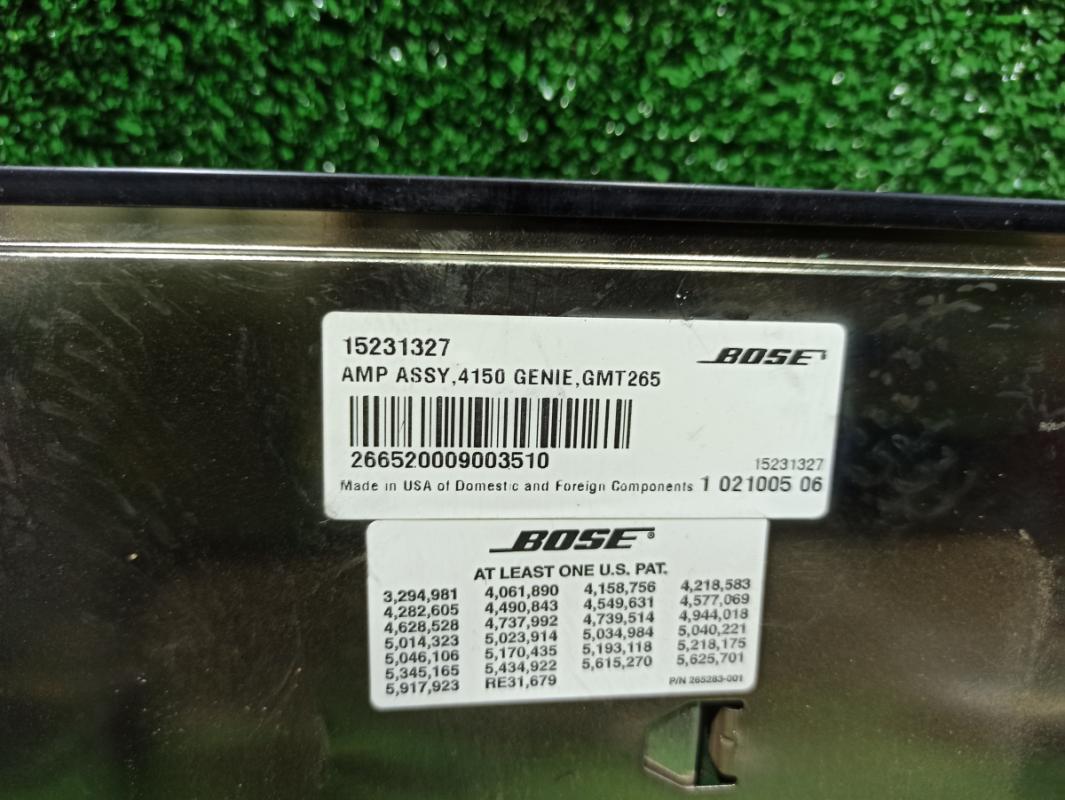 15231327
BOSE
AMP ASSY,4150 GENIE,GMT265
266520009003510
15231327
Made in USA of Domestic and Foreign Components 1 021005 06
BOSE®
AT LEAST ONE U.S. PAT.
3,294,981 4,061,890 4,158,756 4,218,583
4,282,605 4,490,843 4,549,631 4,577,069
4,628,528 4,737,992 4,739,514 4,944,018
5,014,323 5,023,914 5,034,984 5,040,221
5,046,106 5,170,435 5,193,118 5,218,175
5,345,165 5,434,922 5,615,270 5,625,701
5,917,923 RE31,679 P/N 265283-001